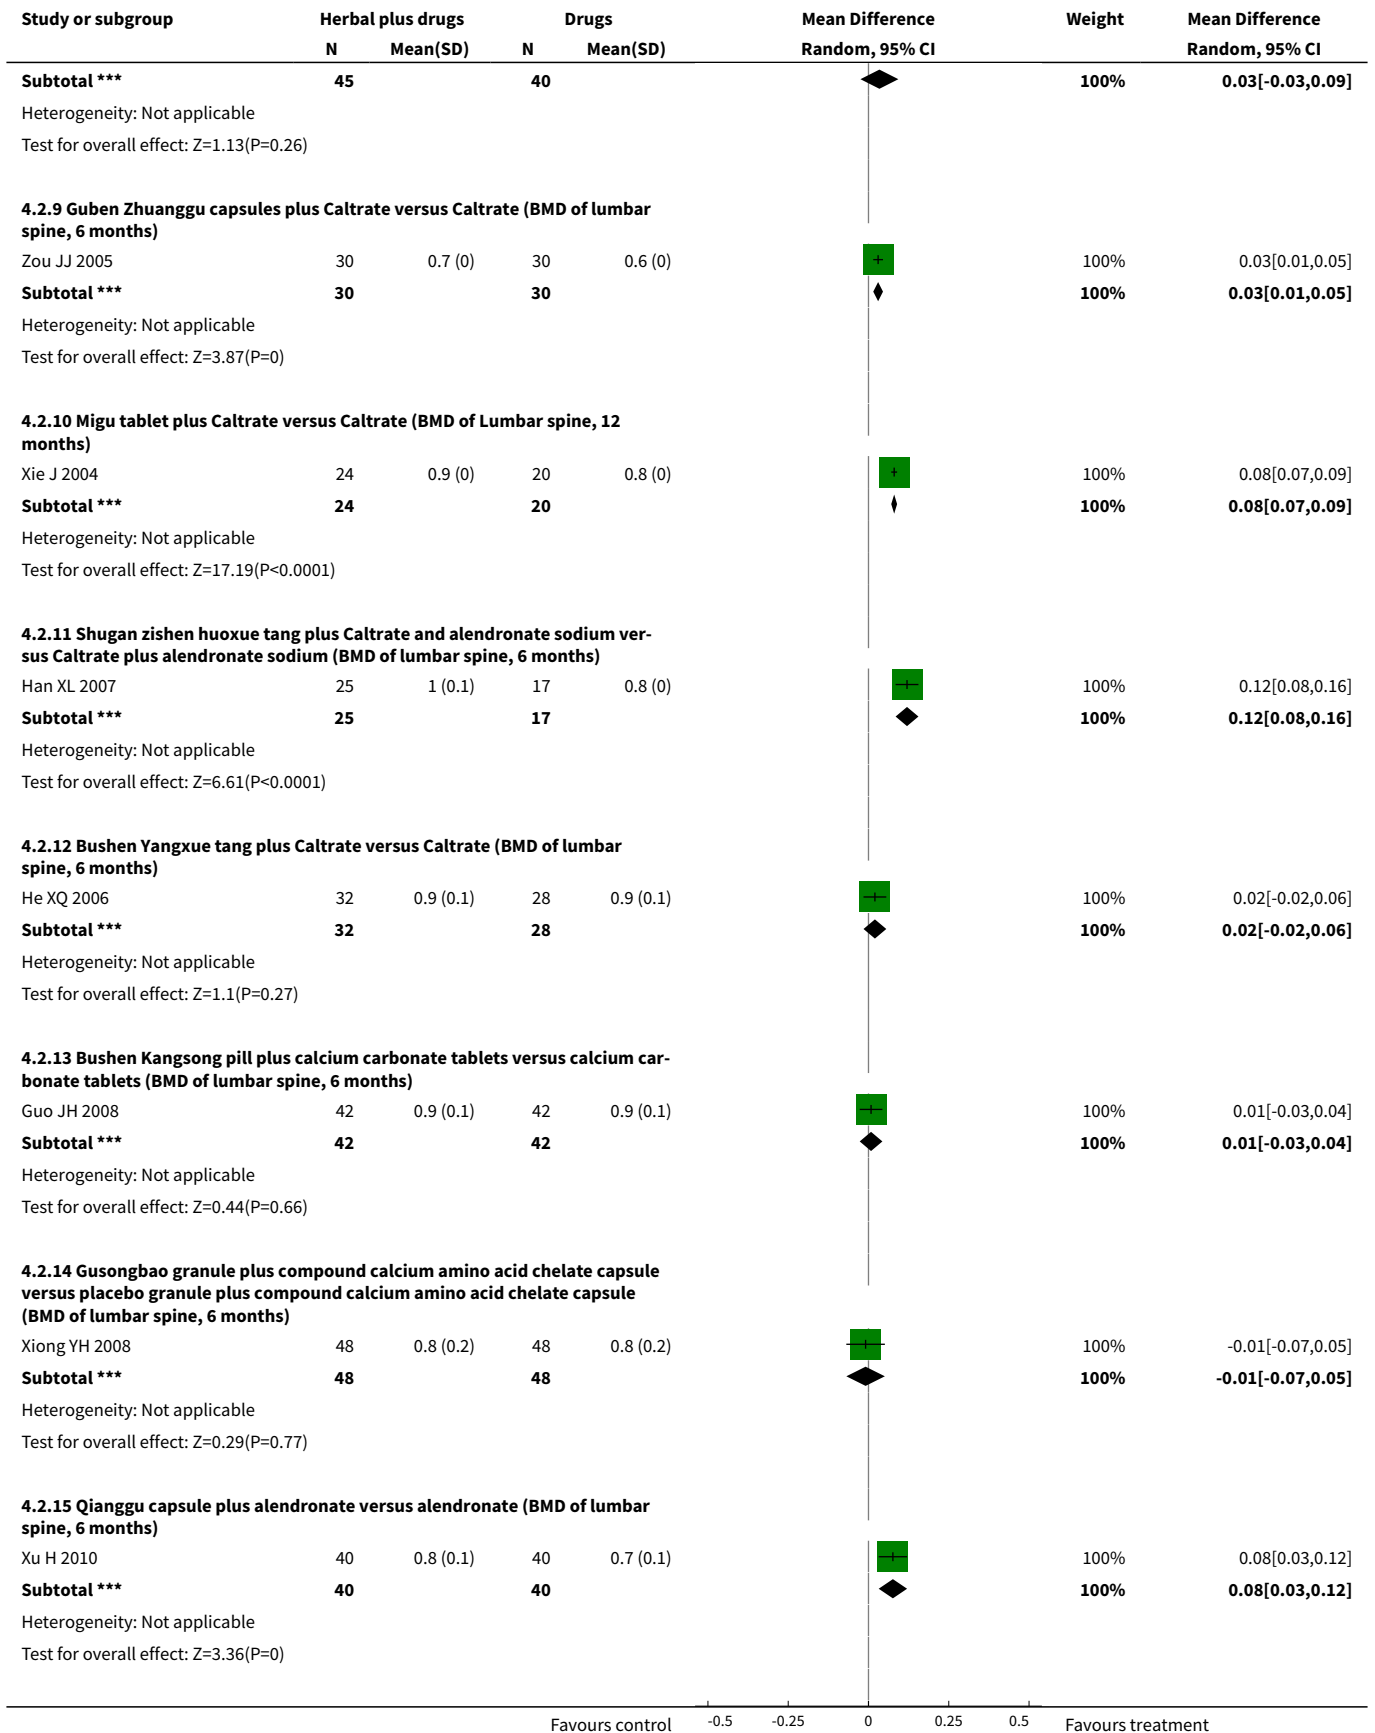 Study or subgroup Herbal plus drugs Drugs Mean Difference Weight Mean Difference
N Mean(SD) N Mean(SD) Random, 95% CI Random, 95% CI
Subtotal *** 45 40 100% 0.03[-0.03,0.09]
Heterogeneity: Not applicable
Test for overall effect: Z=1.13(P=0.26)
4.2.9 Guben Zhuanggu capsules plus Caltrate versus Caltrate (BMD of lumbar
spine, 6 months)
Zou JJ 2005 30 0.7 (0) 30 0.6 (0) 100% 0.03[0.01,0.05]
Subtotal *** 30 30 100% 0.03[0.01,0.05]
Heterogeneity: Not applicable
Test for overall effect: Z=3.87(P=0)
4.2.10 Migu tablet plus Caltrate versus Caltrate (BMD of Lumbar spine, 12
months)
Xie J 2004 24 0.9 (0) 20 0.8 (0) 100% 0.08[0.07,0.09]
Subtotal *** 24 20 100% 0.08[0.07,0.09]
Heterogeneity: Not applicable
Test for overall effect: Z=17.19(P<0.0001)
4.2.11 Shugan zishen huoxue tang plus Caltrate and alendronate sodium ver-
sus Caltrate plus alendronate sodium (BMD of lumbar spine, 6 months)
Han XL 2007 25 1 (0.1) 17 0.8 (0) 100% 0.12[0.08,0.16]
Subtotal *** 25 17 100% 0.12[0.08,0.16]
Heterogeneity: Not applicable
Test for overall effect: Z=6.61(P<0.0001)
4.2.12 Bushen Yangxue tang plus Caltrate versus Caltrate (BMD of lumbar
spine, 6 months)
He XQ 2006 32 0.9 (0.1) 28 0.9 (0.1) 100% 0.02[-0.02,0.06]
Subtotal *** 32 28 100% 0.02[-0.02,0.06]
Heterogeneity: Not applicable
Test for overall effect: Z=1.1(P=0.27)
4.2.13 Bushen Kangsong pill plus calcium carbonate tablets versus calcium car-
bonate tablets (BMD of lumbar spine, 6 months)
Guo JH 2008 42 0.9 (0.1) 42 0.9 (0.1) 100% 0.01[-0.03,0.04]
Subtotal *** 42 42 100% 0.01[-0.03,0.04]
Heterogeneity: Not applicable
Test for overall effect: Z=0.44(P=0.66)
4.2.14 Gusongbao granule plus compound calcium amino acid chelate capsule
versus placebo granule plus compound calcium amino acid chelate capsule
(BMD of lumbar spine, 6 months)
Xiong YH 2008 48 0.8 (0.2) 48 0.8 (0.2) 100% -0.01[-0.07,0.05]
Subtotal *** 48 48 100% -0.01[-0.07,0.05]
Heterogeneity: Not applicable
Test for overall effect: Z=0.29(P=0.77)
4.2.15 Qianggu capsule plus alendronate versus alendronate (BMD of lumbar
spine, 6 months)
Xu H 2010 40 0.8 (0.1) 40 0.7 (0.1) 100% 0.08[0.03,0.12]
Subtotal *** 40 40 100% 0.08[0.03,0.12]
Heterogeneity: Not applicable
Test for overall effect: Z=3.36(P=0)
Favours control -0.5 -0.25 0 0.25 0.5 Favours treatment